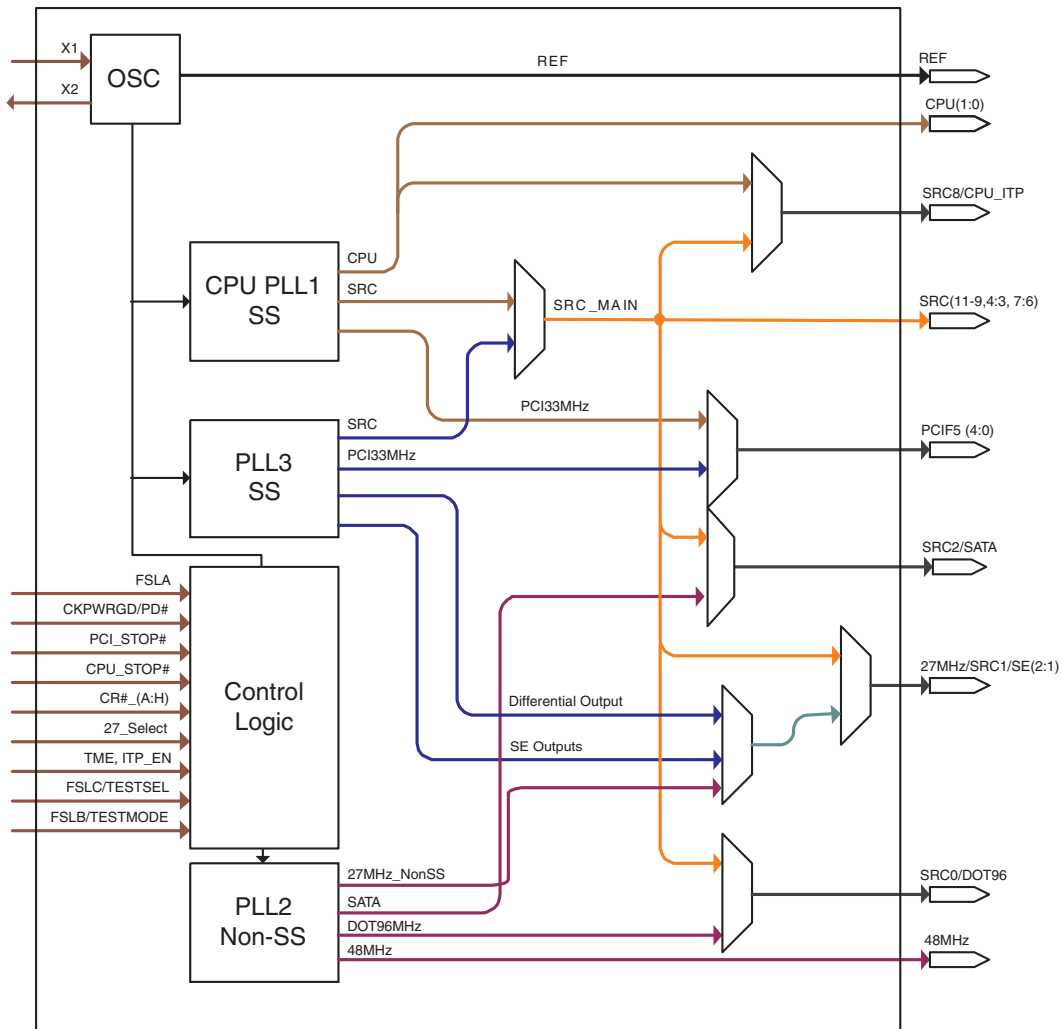 X1
X2
OSC
REF
REF
CPU(1:0)
SRC8/CPU_ITP
CPU PLL1
SS
CPU
SRC
SRC_MAIN
SRC(11-9,4:3, 7:6)
PCI33MHz
PLL3
SS
SRC
PCI33MHz
PCIF5 (4:0)
SRC2/SATA
FSLA
CKPWRGD/PD#
PCI_STOP#
CPU_STOP#
CR#_(A:H)
27_Select
TME, ITP_EN
FSLC/TESTSEL
FSLB/TESTMODE
Control
Logic
Differential Output
SE Outputs
27MHz/SRC1/SE(2:1)
PLL2
Non-SS
27MHz_NonSS
SATA
DOT96MHz
48MHz
SRC0/DOT96
48MHz